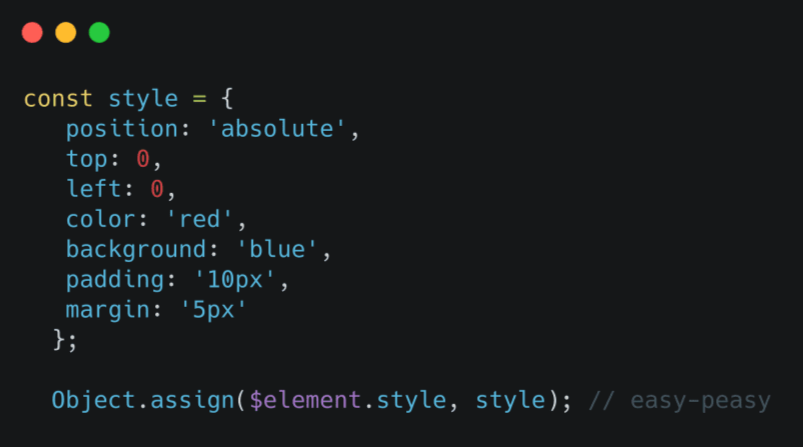 const style = {
position: 'absolute',
top: 0,
left: 0,
color: 'red',
background: 'blue',
padding: '10px',
margin: '5px'
};
Object.assign($element.style, style); // easy-peasy